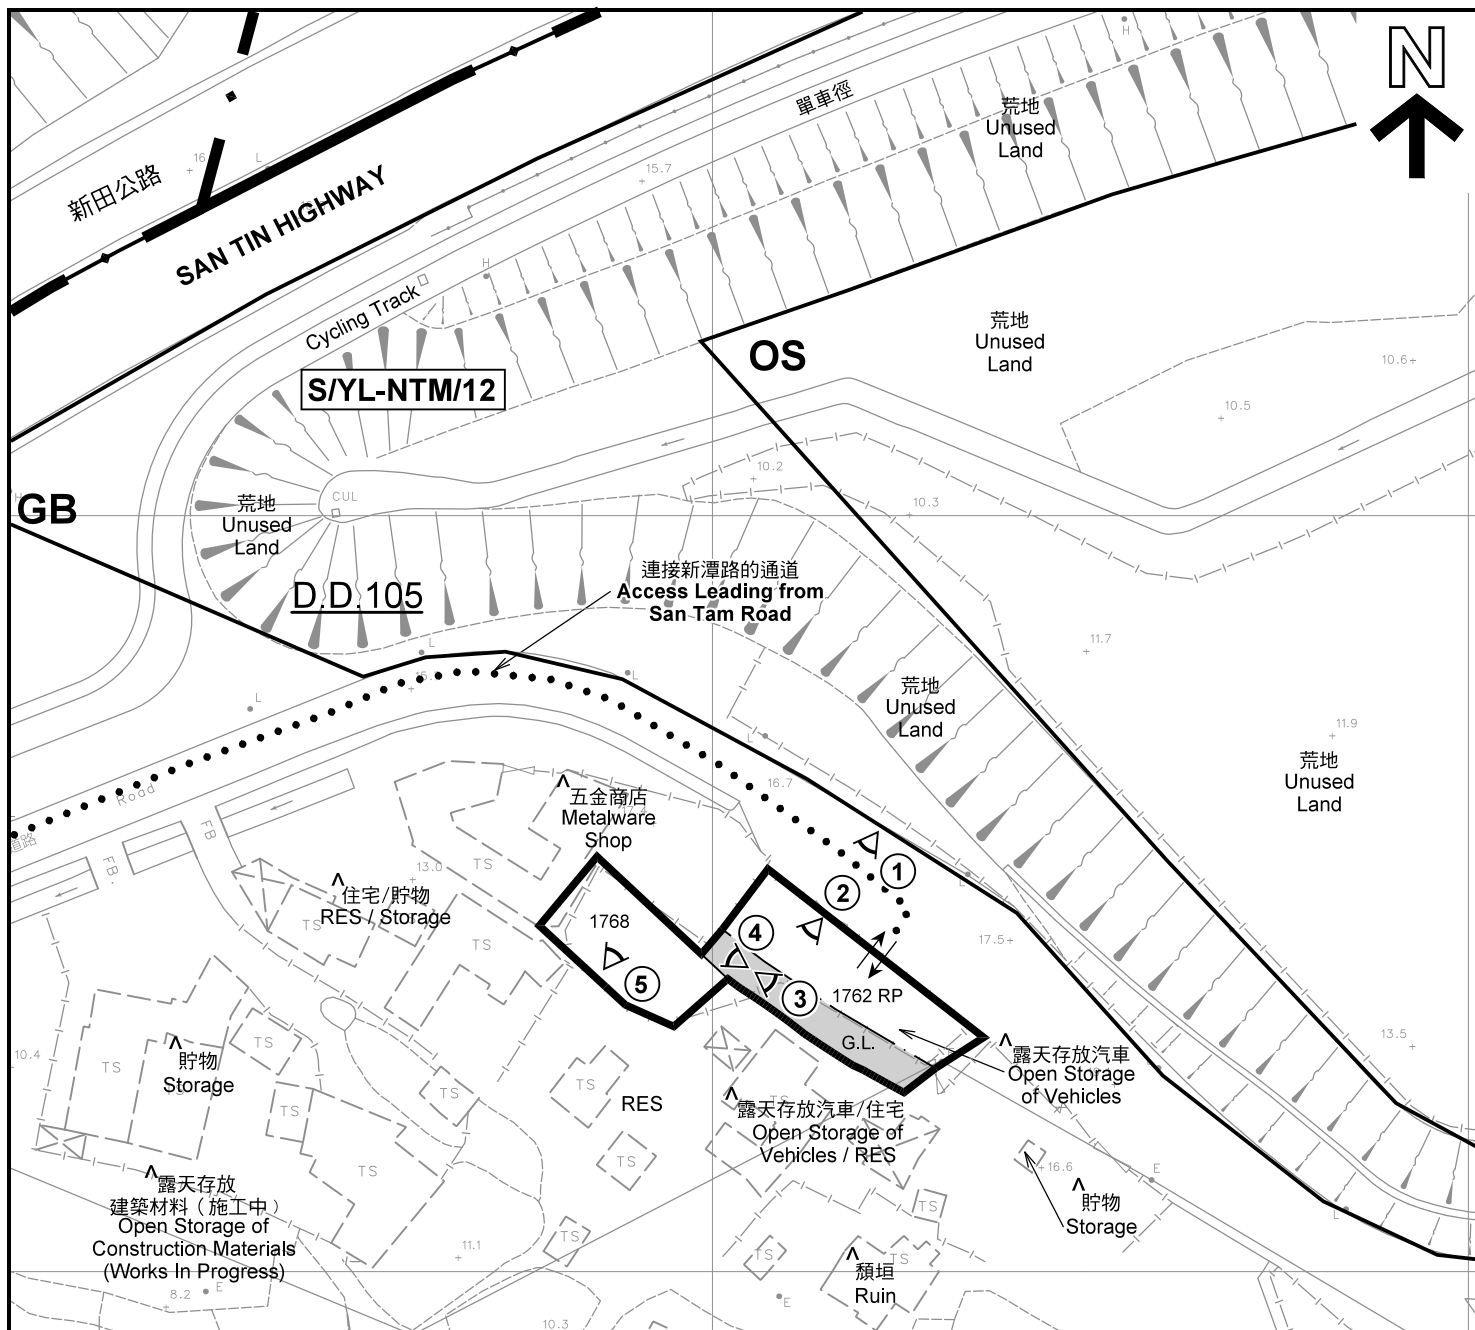 N
H
單車徑
荒地
Unused
Land
16
L
15.7
新田公路
SAN TIN HIGHWAY
H
Cycling Track
荒地
Unused
Land
OS
10.6
S/YL-NTM/12
10.5
10.2
10.3
CUL
荒地
Unused
Land
GB
D.D.105
連接新潭路的通道
Access Leading from
San Tam Road
11.7
L
L
L
荒地
Unused
Land
11.9
L
荒地
Unused
Land
16.7
Road
道路
五金商店
Metalware
Shop
FB
FB.
TS
13.0
住宅/貯物
RES / Storage
TS
TS
TS
1
2
L
1768
4
17.5
5
3
1762 RP
G.L.
13.5
10.4
TS
貯物
Storage
TS
TS
TS
TS
TS
RES
露天存放汽車
Open Storage
of Vehicles
TS
露天存放汽車/住宅
Open Storage of
Vehicles / RES
TS
TS
16.6
E
貯物
Storage
露天存放
建築材料（施工中）
Open Storage of
Construction Materials
(Works In Progress)
11.1
TS
TS
TS
TS
L
頹垣
Ruin
8.2
E
E
10.3